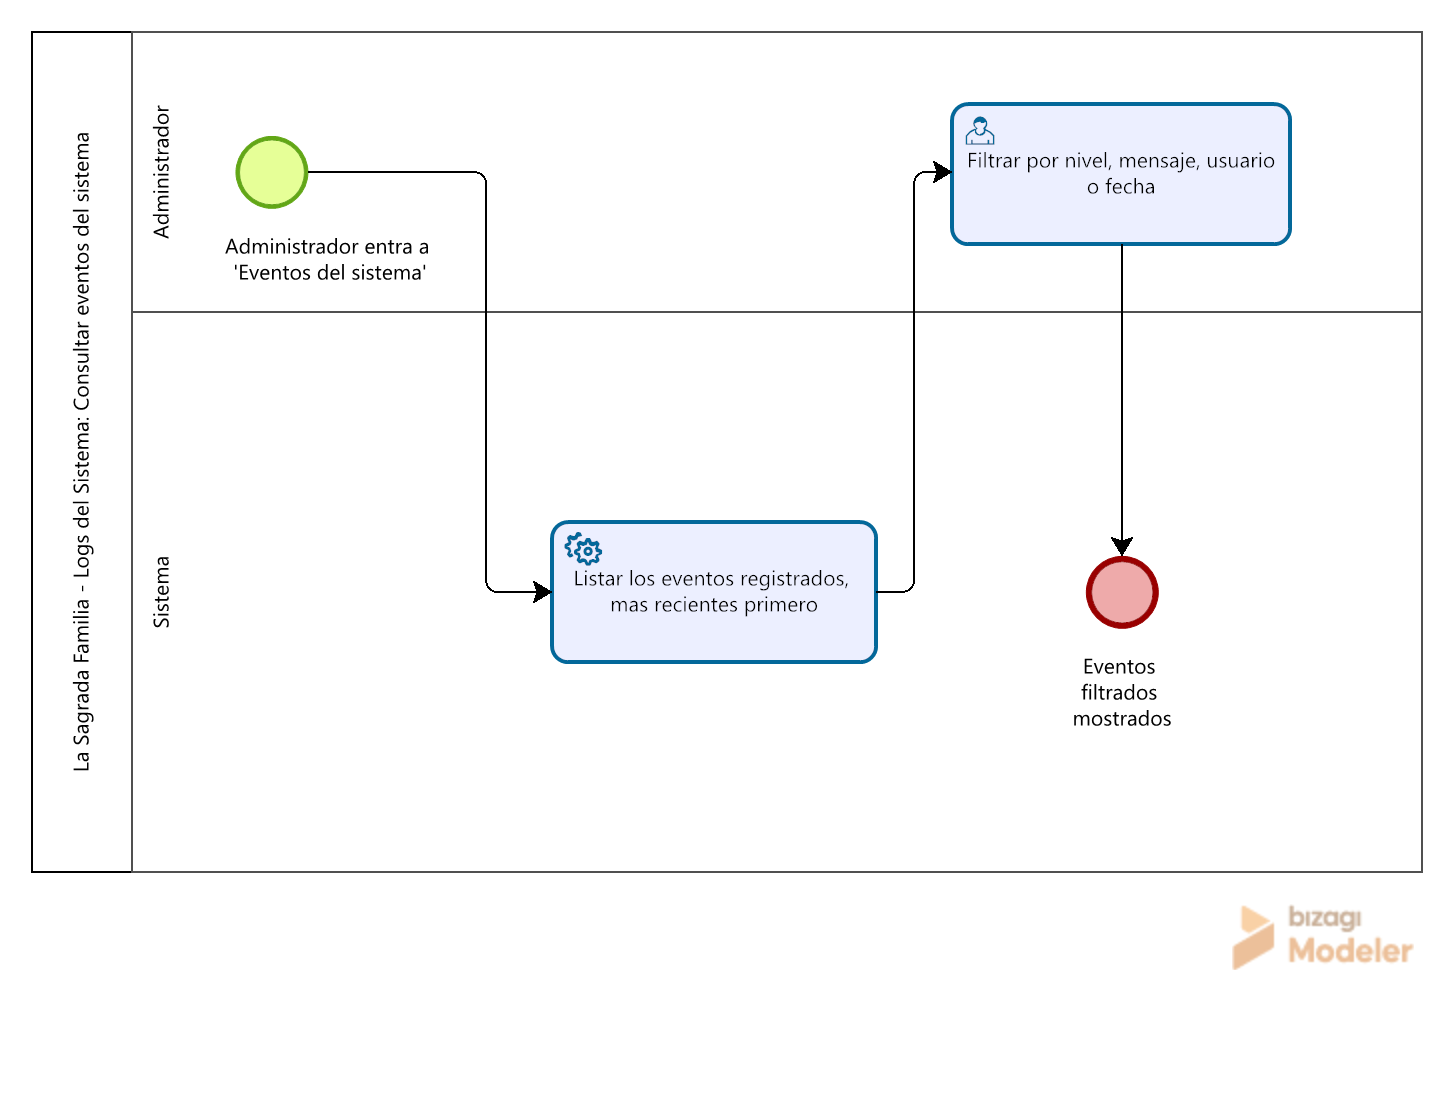 La Sagrada Familia - Logs del Sistema: Consultar eventos del sistema
Administrador
Administrador entra a
'Eventos del sistema'
Filtrar por nivel, mensaje, usuario
o fecha
Sistema
Listar los eventos registrados,
mas recientes primero
Eventos
filtrados
mostrados
bizagi
Modeler